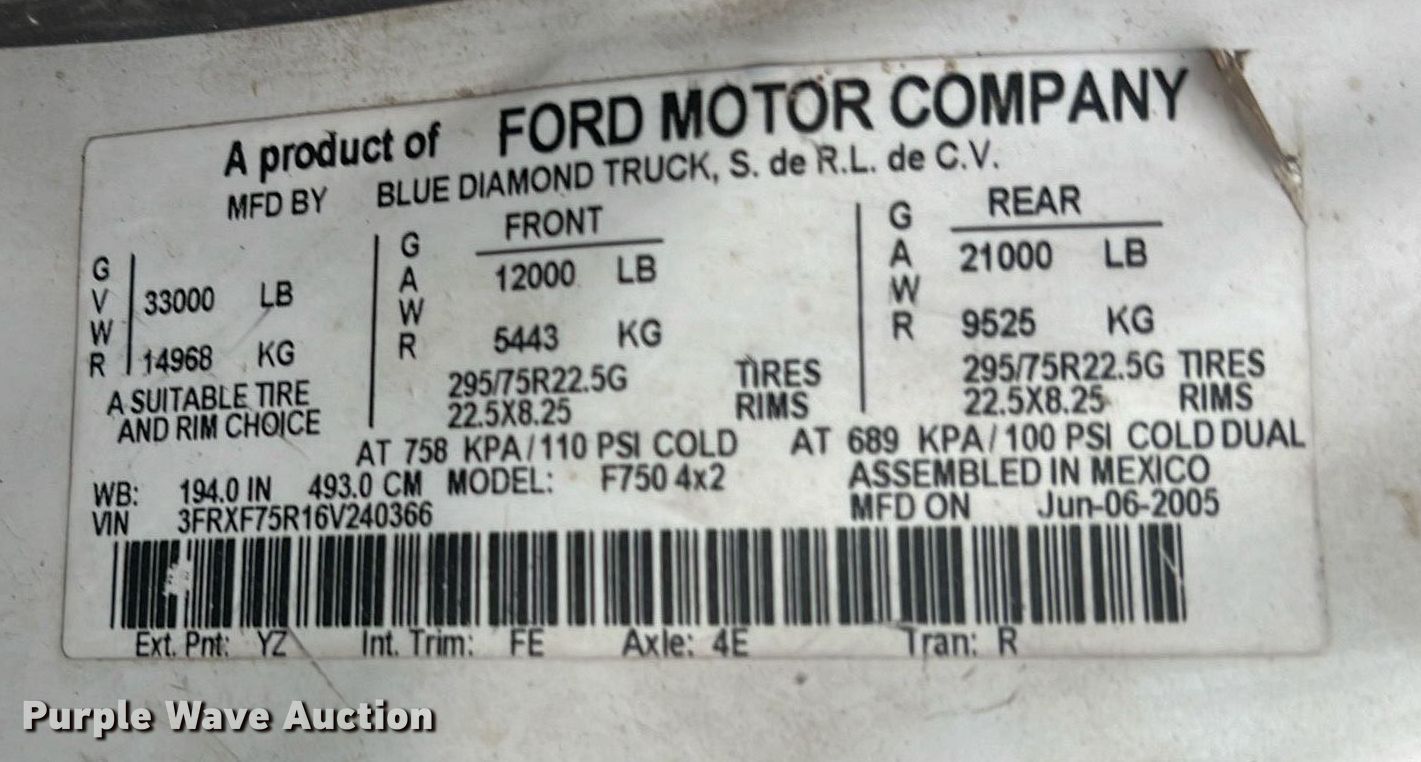 A product of FORD MOTOR COMPANY
MFD BY BLUE DIAMOND TRUCK, S. de R.L. de C.V.
GVWR 33000 LB
14968 KG
A SUITABLE TIRE
AND RIM CHOICE
GAWR FRONT
12000 LB
5443 KG
295/75R22.5G TIRES
22.5X8.25 RIMS
AT 758 KPA/110 PSI COLD
GAWR REAR
21000 LB
9525 KG
295/75R22.5G TIRES
22.5X8.25 RIMS
AT 689 KPA/100 PSI COLD DUAL
WB: 194.0 IN 493.0 CM MODEL: F750 4x2 ASSEMBLED IN MEXICO
VIN 3FRXF75R16V240366 MFD ON Jun-06-2005
Ext. Pnt: YZ Int. Trim: FE Axle: 4E Tran: R
Purple Wave Auction